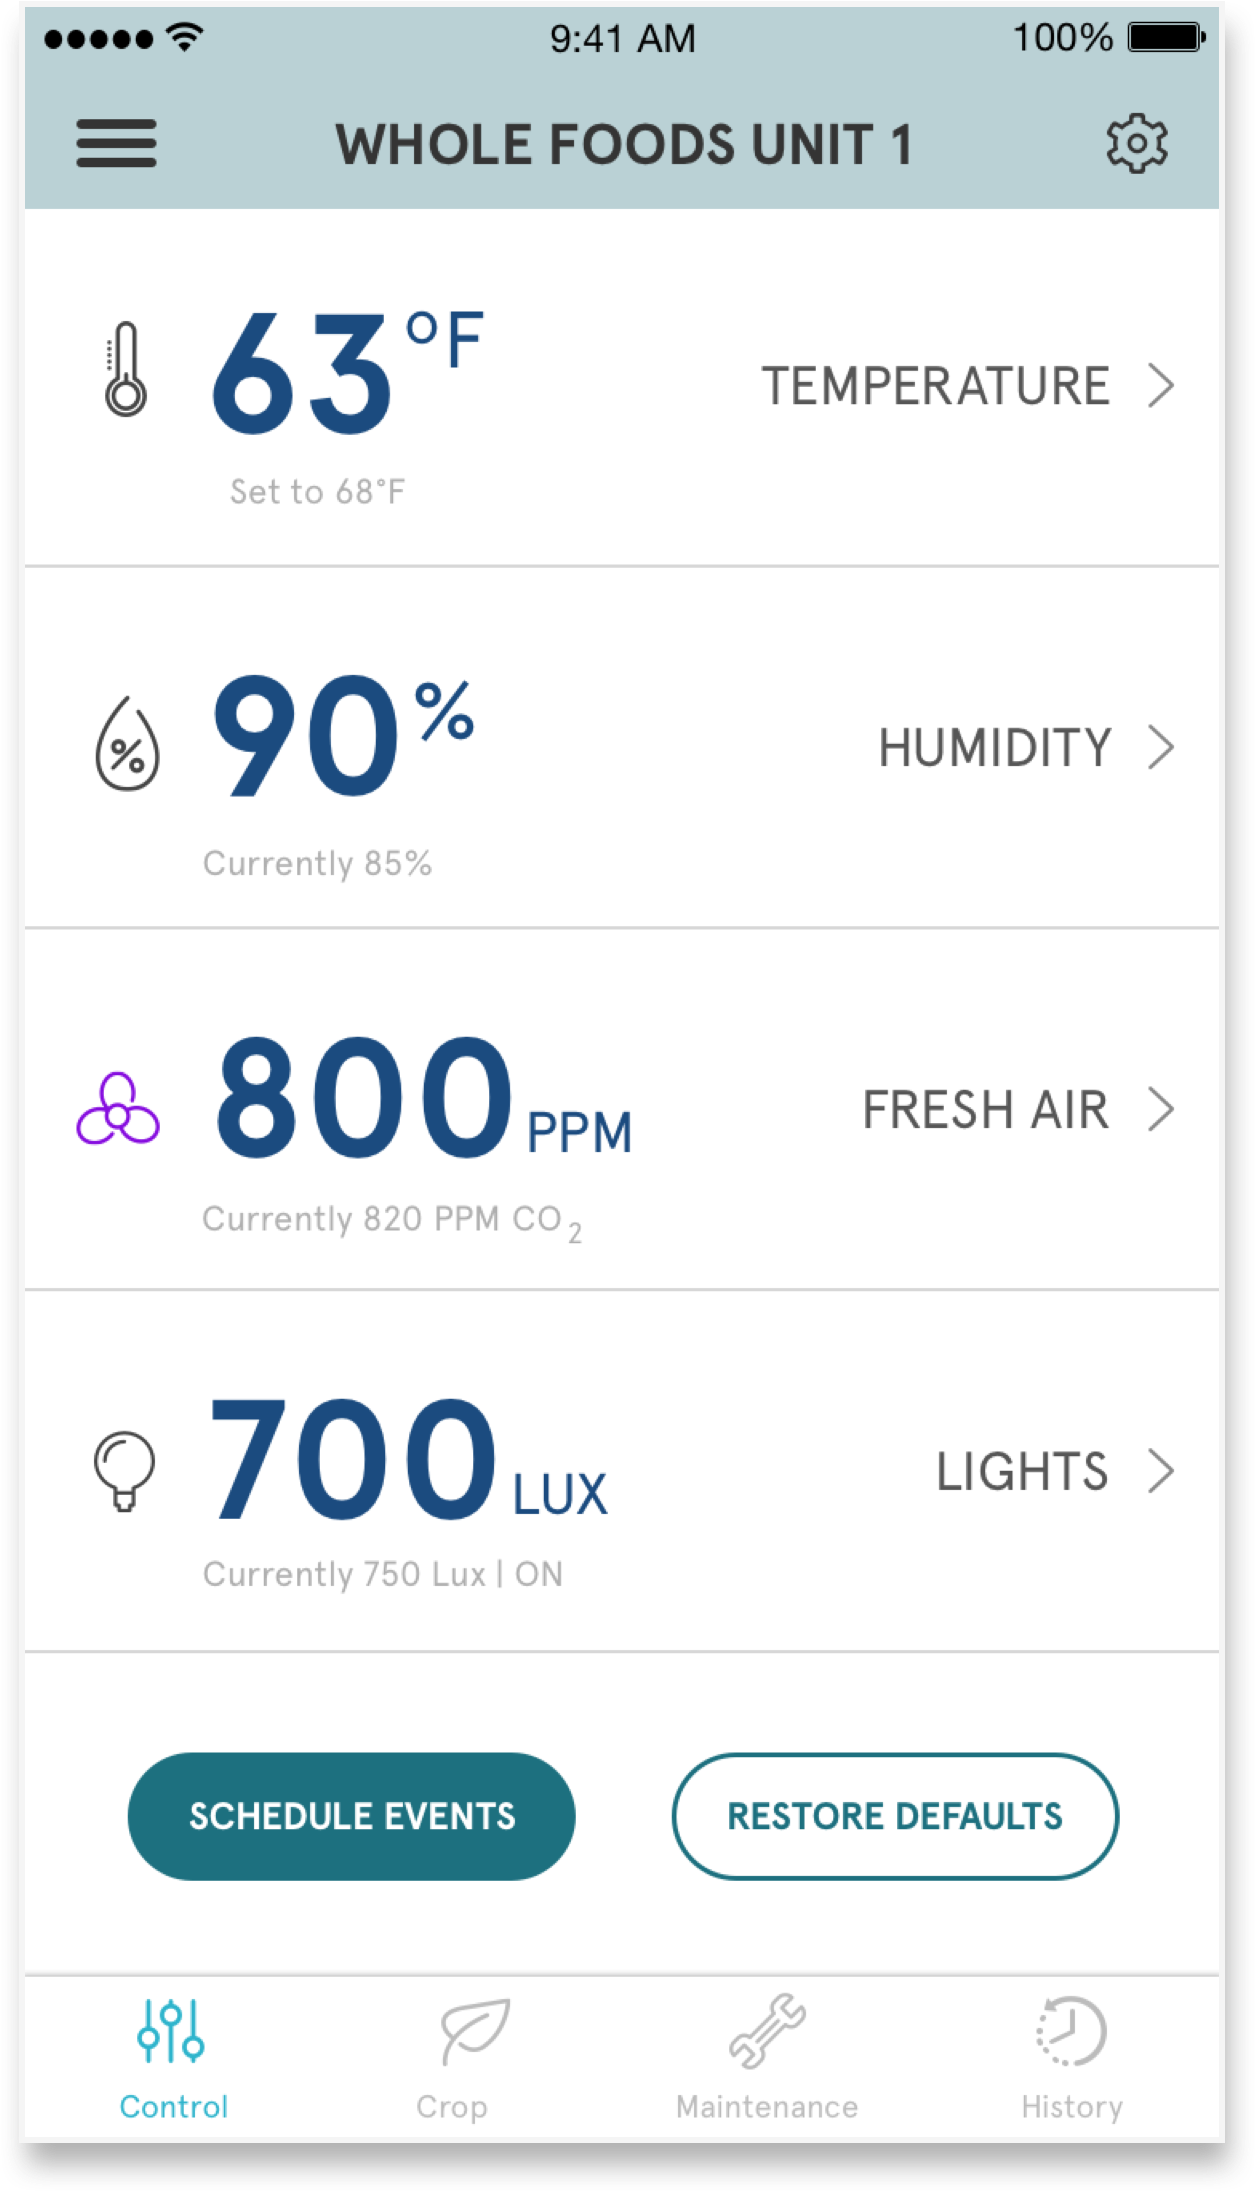 9:41 AM 100%
WHOLE FOODS UNIT 1
63°F
TEMPERATURE
Set to 68°F
90%
HUMIDITY
Currently 85%
800 PPM
FRESH AIR
Currently 820 PPM CO₂
700 LUX
LIGHTS
Currently 750 Lux | ON
SCHEDULE EVENTS RESTORE DEFAULTS
Control Crop Maintenance History